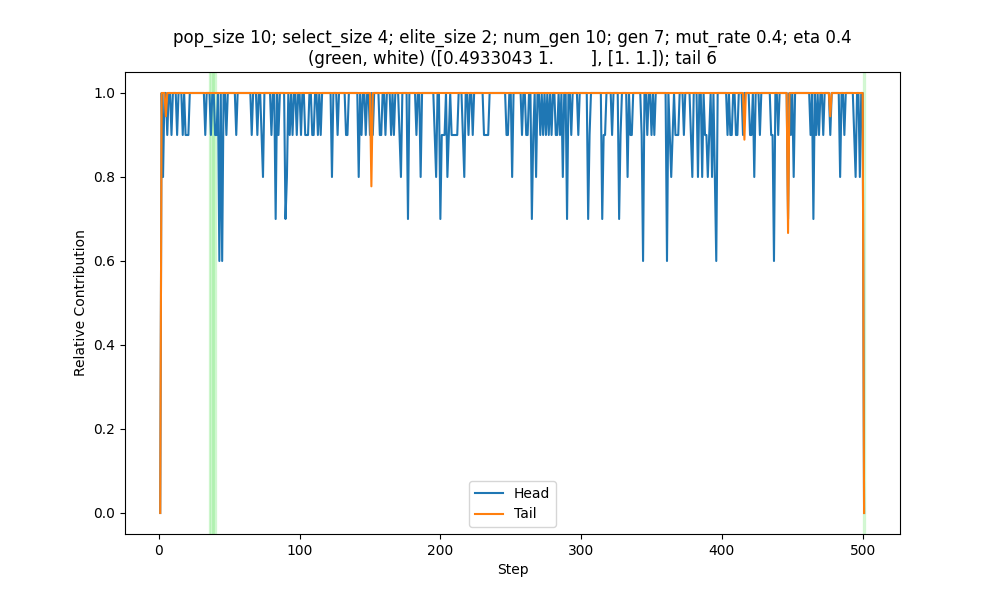 pop_size 10; select_size 4; elite_size 2; num_gen 10; gen 7; mut_rate 0.4; eta 0.4
(green, white) ([0.4933043 1.        ], [1. 1.]); tail 6
1.0
0.8
0.6
0.4
0.2
0.0
Relative Contribution
Head
Tail
0
100
200
300
400
500
Step